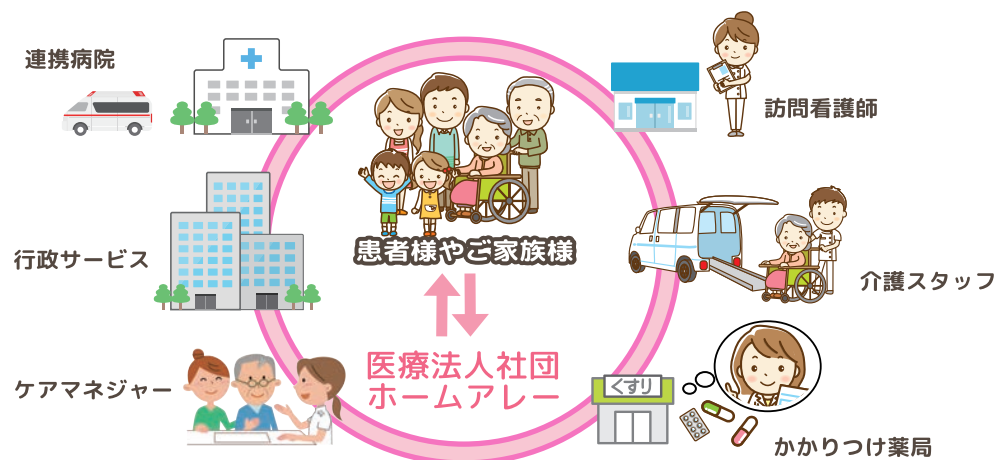 連携病院
訪問看護師
患者様やご家族様
行政サービス
介護スタッフ
医療法人社団
ホームアレー
ケアマネジャー
くすり
かかりつけ薬局